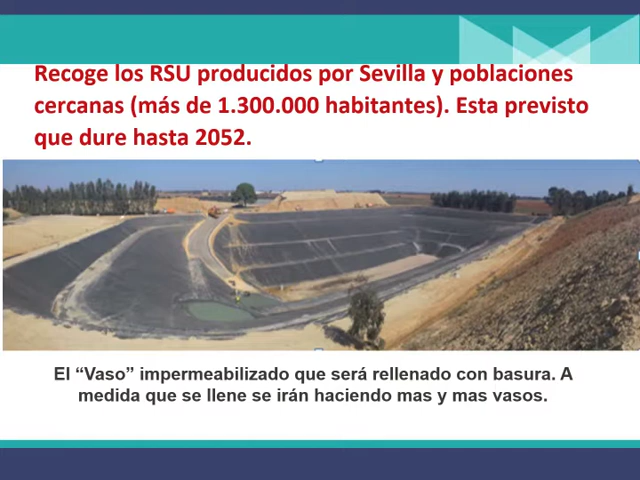 Recoge los RSU producidos por Sevilla y poblaciones
cercanas (más de 1.300.000 habitantes). Esta previsto
que dure hasta 2052.
El “Vaso” impermeabilizado que será rellenado con basura. A
medida que se llene se irán haciendo mas y mas vasos.